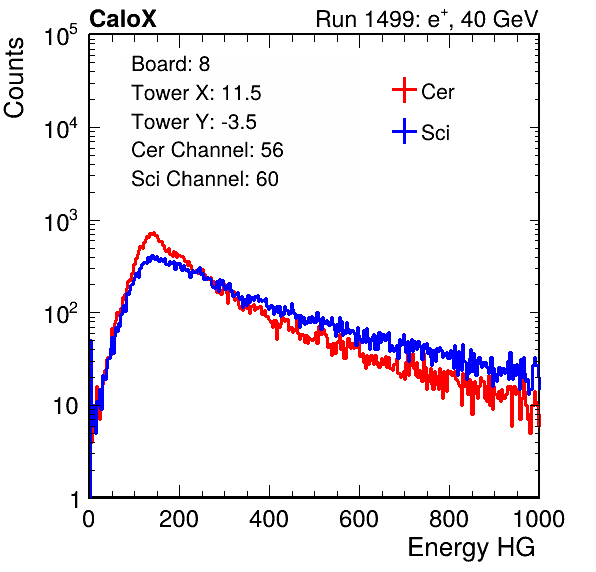 CaloX Run 1499: e⁺, 40 GeV
Counts
Board: 8
Tower X: 11.5
Tower Y: -3.5
Cer Channel: 56
Sci Channel: 60
Cer
Sci
10⁵
10⁴
10³
10²
10
1
0 200 400 600 800 1000
Energy HG